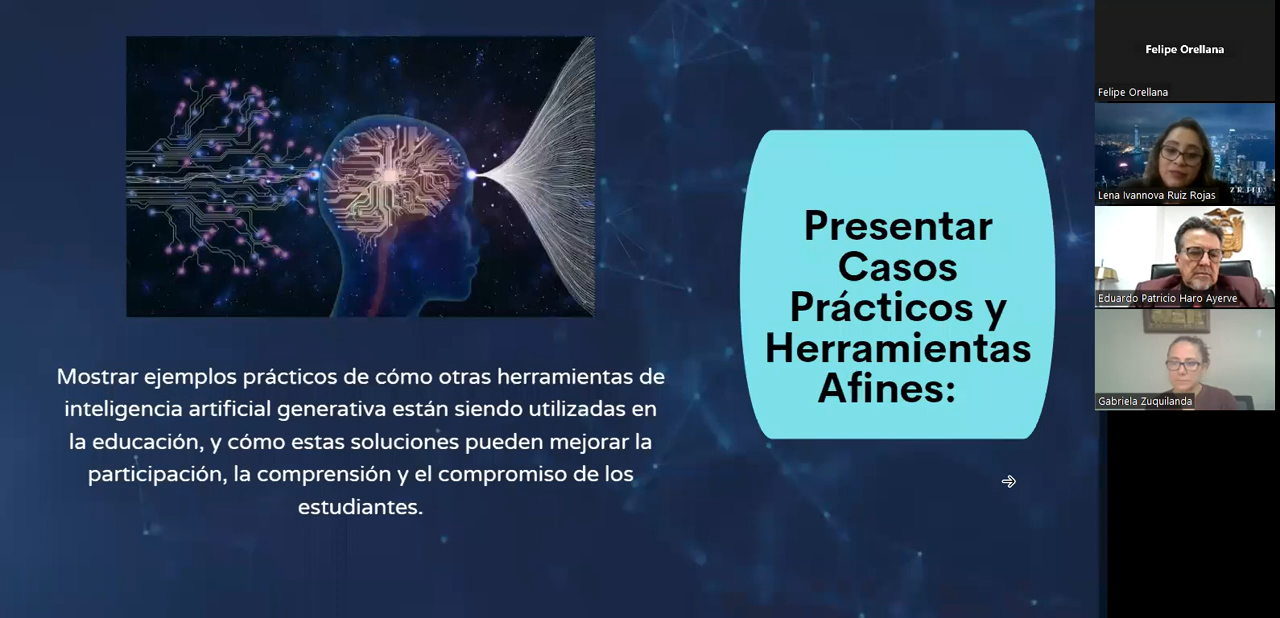 Presentar
Casos
Prácticos y
Herramientas
Afines:
Mostrar ejemplos prácticos de cómo otras herramientas de
inteligencia artificial generativa están siendo utilizadas en
la educación, y cómo estas soluciones pueden mejorar la
participación, la comprensión y el compromiso de los
estudiantes.
Felipe Orellana
Felipe Orellana
Lena Ivannova Ruiz Rojas
Eduardo Patricio Haro Ayerve
Gabriela Zuquilanda